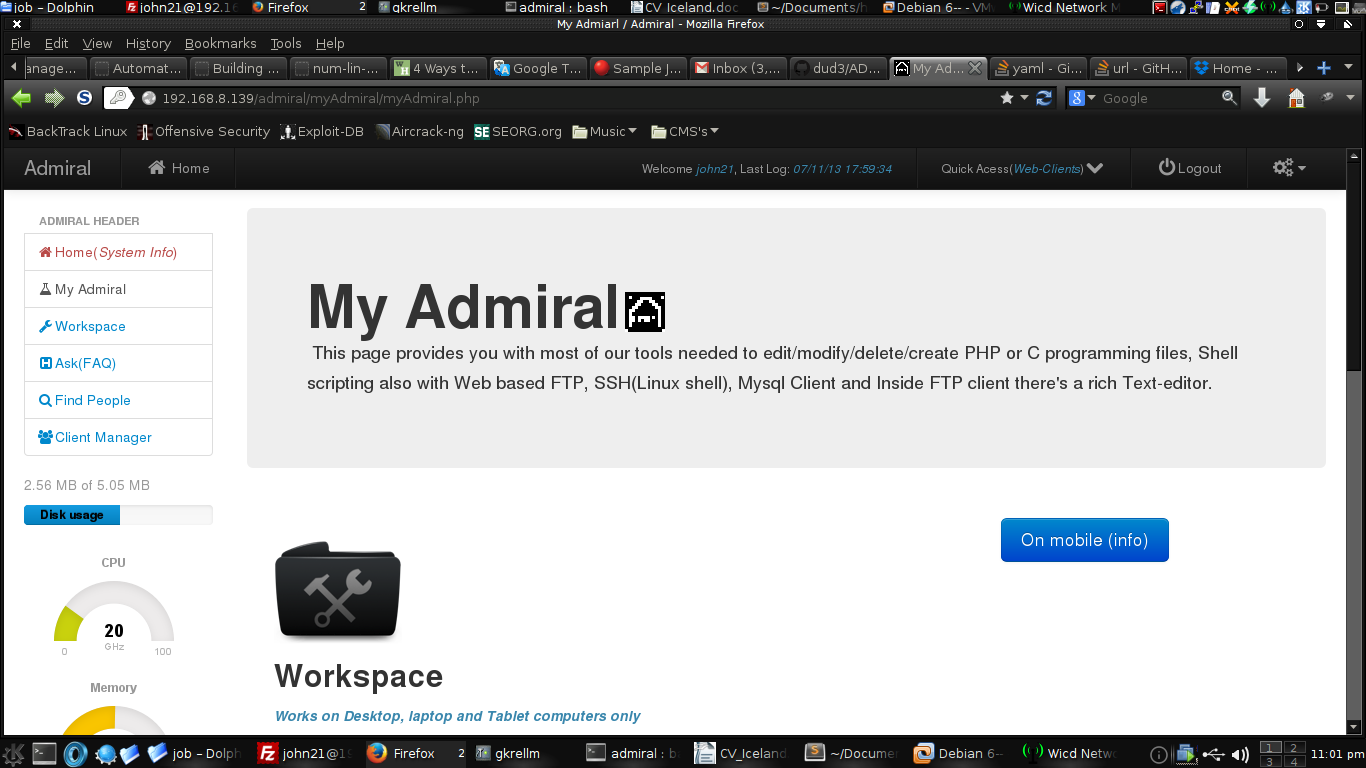 job – Dolphin john21@192.16 Firefox 2 gkrellm admiral : bash CV_Iceland.doc ~/Documents/h Debian 6-- - VM Wicd Network M
My Admiarl / Admiral - Mozilla Firefox
File Edit View History Bookmarks Tools Help
anage... Automat... Building ... num-lin-... 4 Ways t... Google T... Sample J... Inbox (3,... dud3/AD... My Ad... yaml - Gi... url - GitH... Home - ...
192.168.8.139/admiral/myAdmiral/myAdmiral.php Google
BackTrack Linux Offensive Security Exploit-DB Aircrack-ng SEORG.org Music CMS's
Admiral Home Welcome john21, Last Log: 07/11/13 17:59:34 Quick Acess(Web-Clients) Logout
ADMIRAL HEADER
Home(System Info)
My Admiral
Workspace
Ask(FAQ)
Find People
Client Manager
2.56 MB of 5.05 MB
Disk usage
CPU
20
GHz
0 100
Memory
My Admiral
This page provides you with most of our tools needed to edit/modify/delete/create PHP or C programming files, Shell
scripting also with Web based FTP, SSH(Linux shell), Mysql Client and Inside FTP client there's a rich Text-editor.
On mobile (info)
Workspace
Works on Desktop, laptop and Tablet computers only
job – Dolph john21@19 Firefox 2 gkrellm admiral : b CV_Iceland ~/Docume Debian 6-- Wicd Netw 1 2 3 4 11:01 pm